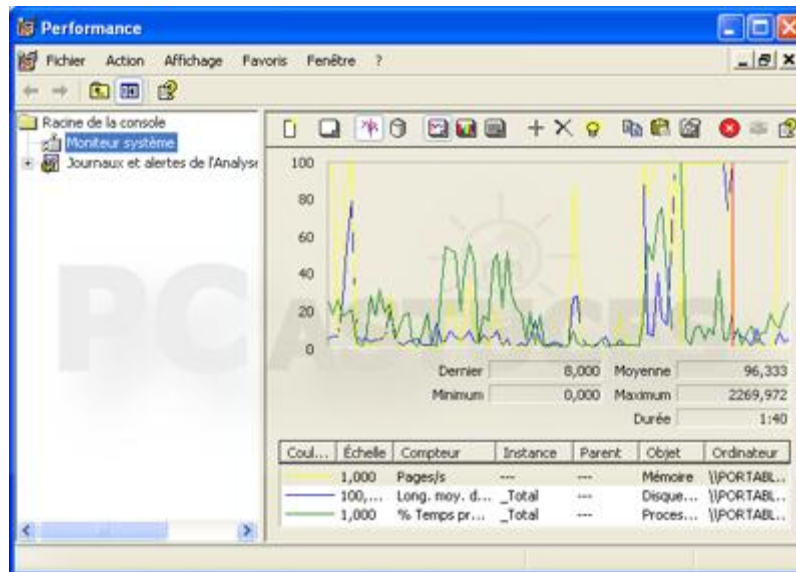 Performance
Fichier Action Affichage Favoris Fenêtre ?
Racine de la console
Moniteur système
Journaux et alertes de l'Analyse
100
80
60
40
20
0
PC ASTUCES
Dernier 8,000 Moyenne 96,333
Minimum 0,000 Maximum 2269,972
Durée 1:40
Coul... Échelle Compteur Instance Parent Objet Ordinateur
1,000 Pages/s --- --- Mémoire \\PORTABL...
100,... Long. moy. d... _Total --- Disque... \\PORTABL...
1,000 % Temps pr... _Total --- Proces... \\PORTABL...